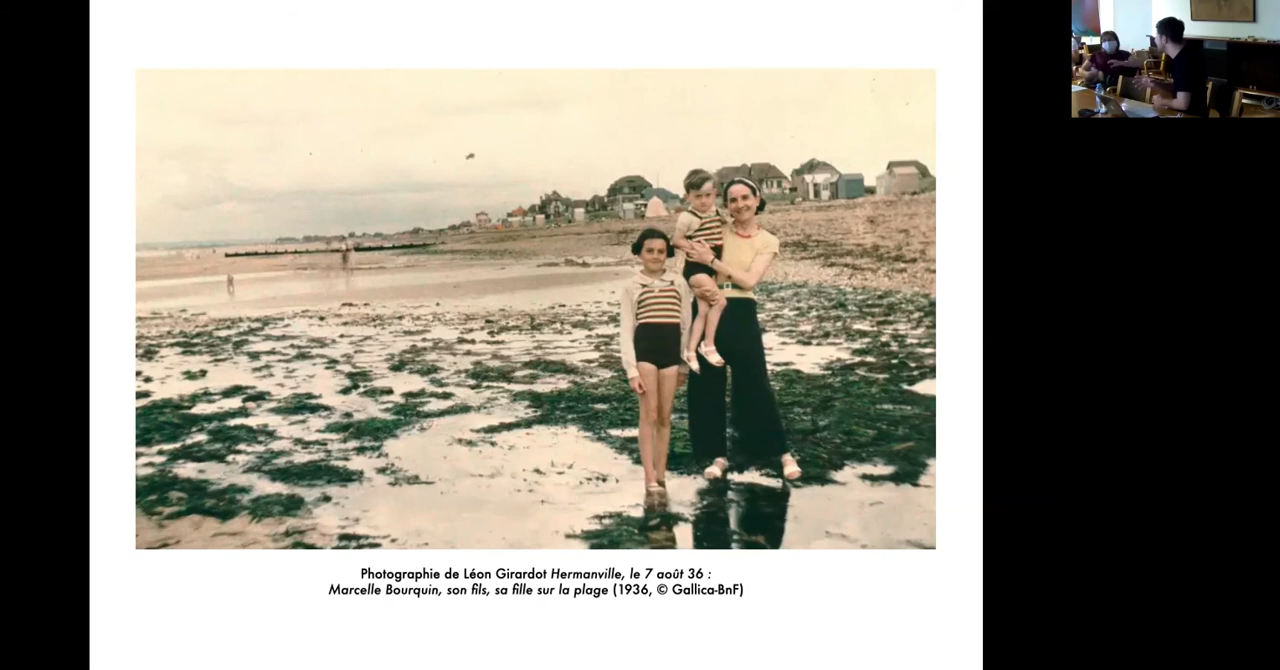 Photographie de Léon Girardot Hermanville, le 7 août 36 :
Marcelle Bourquin, son fils, sa fille sur la plage (1936, © Gallica-BnF)